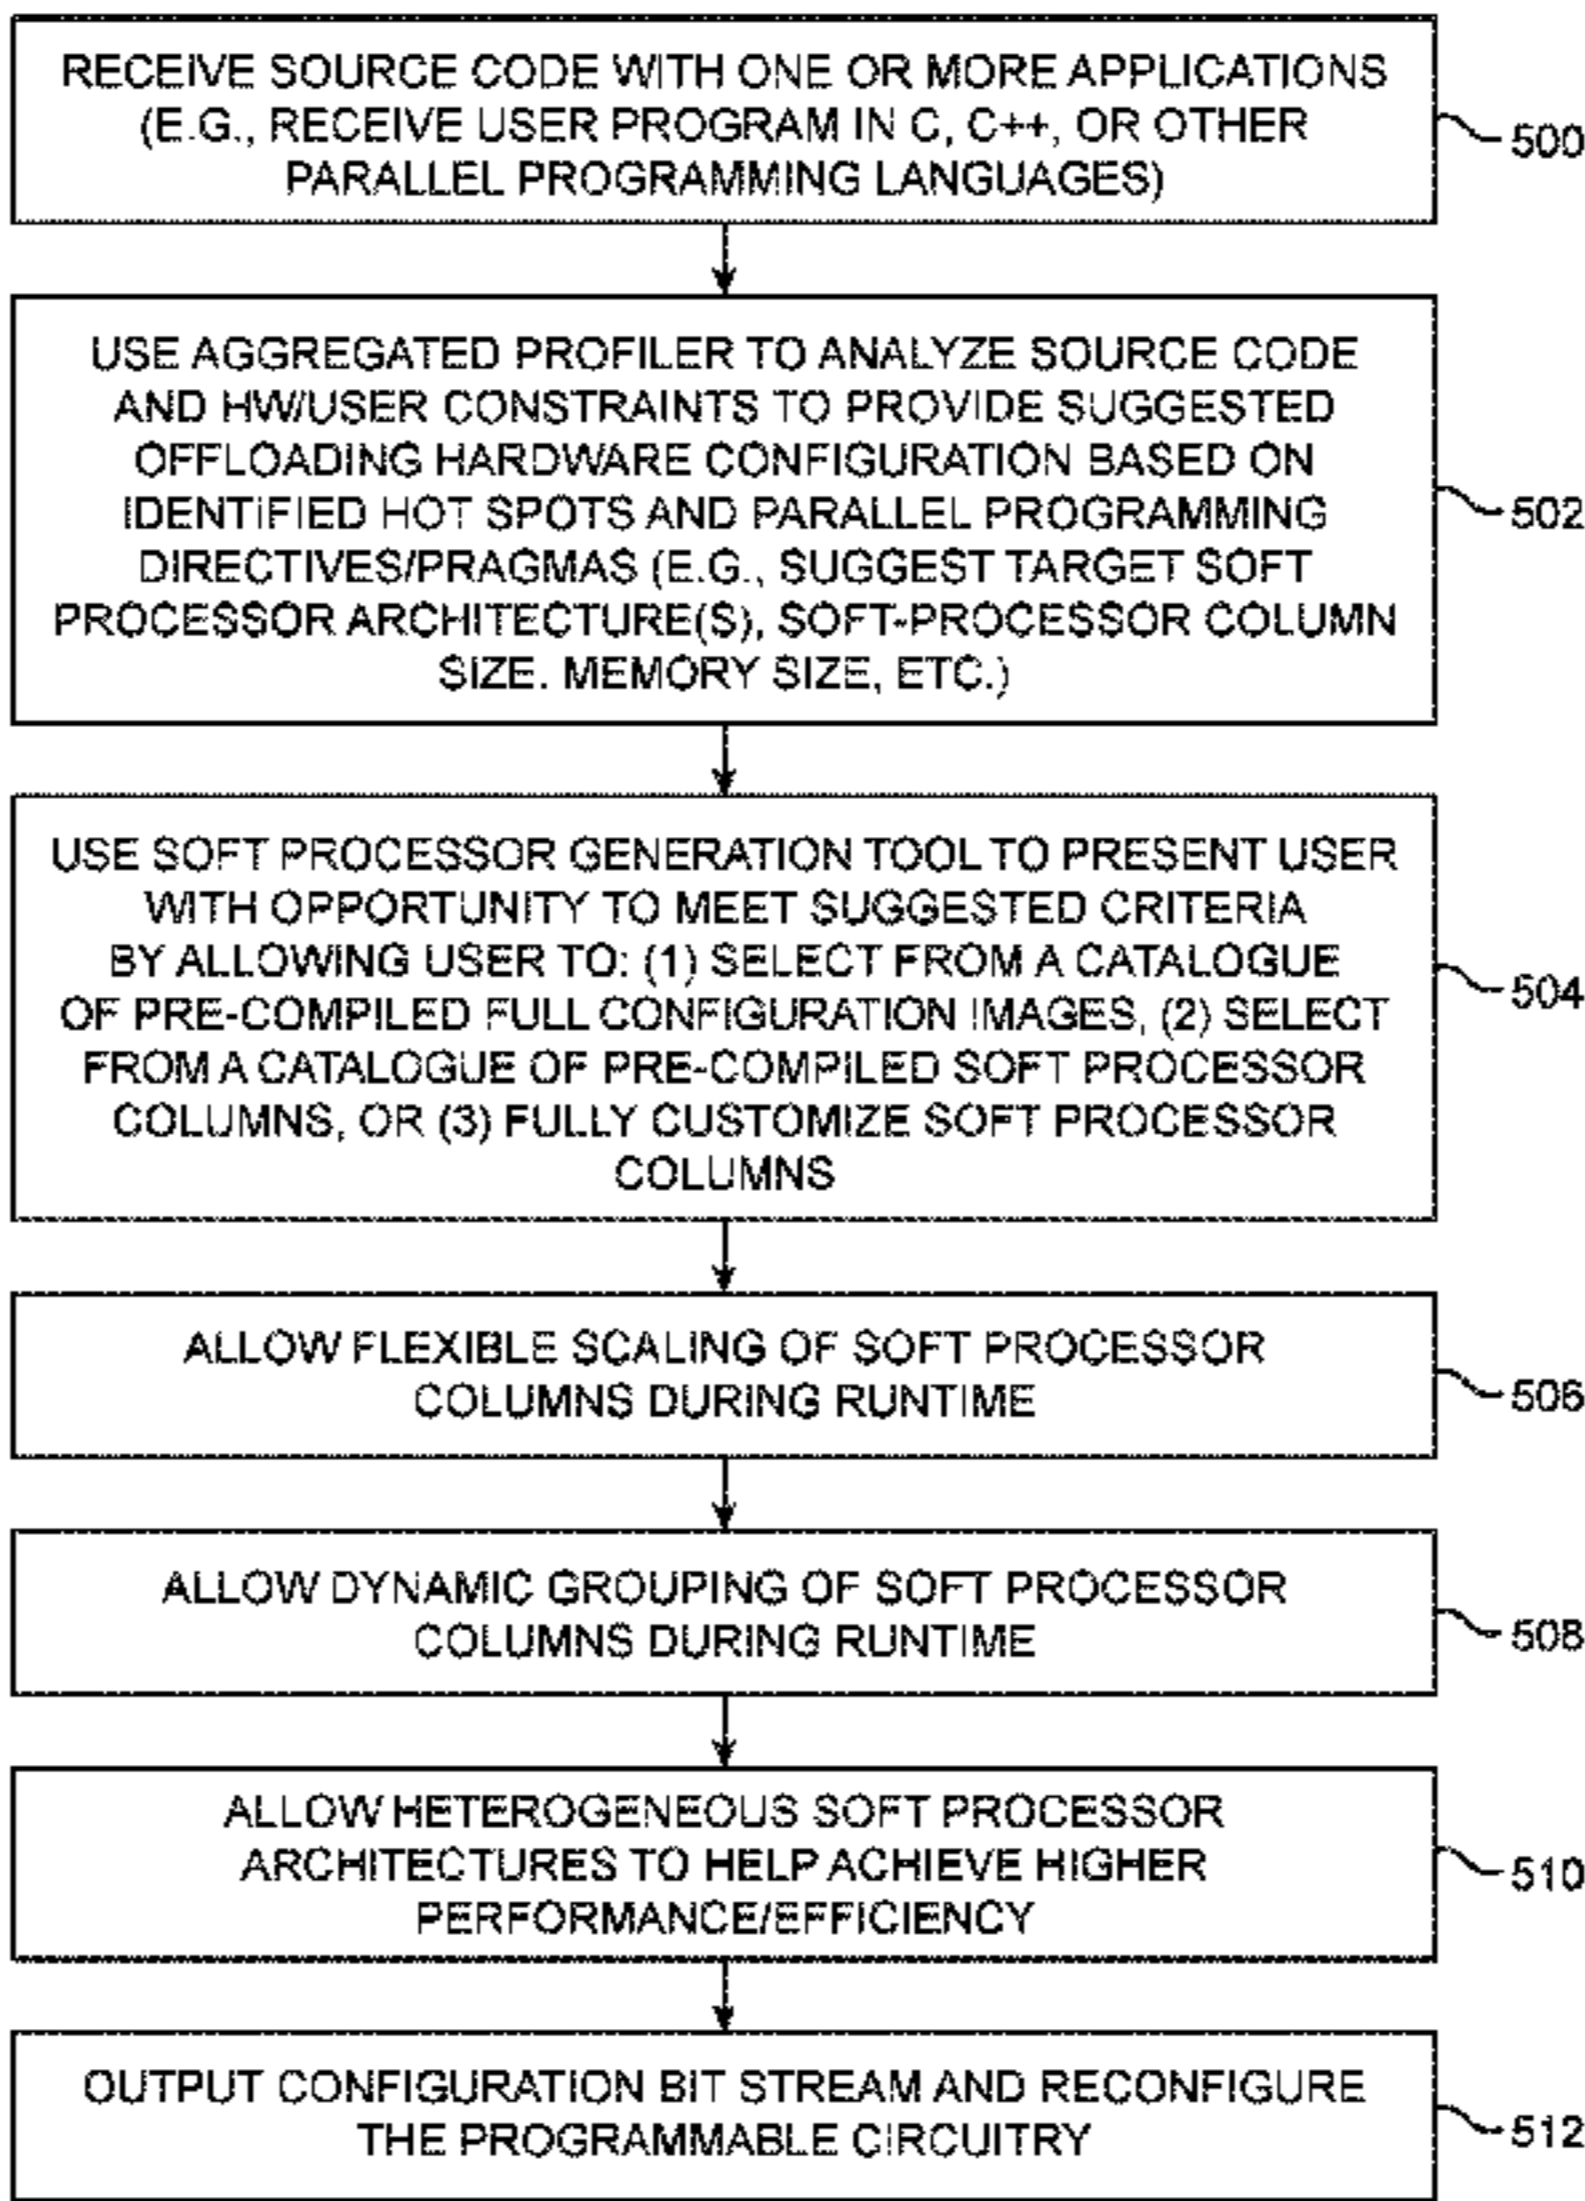 RECEIVE SOURCE CODE WITH ONE OR MORE APPLICATIONS
(E.G., RECEIVE USER PROGRAM IN C, C++, OR OTHER
PARALLEL PROGRAMMING LANGUAGES)
500
USE AGGREGATED PROFILER TO ANALYZE SOURCE CODE
AND HW/USER CONSTRAINTS TO PROVIDE SUGGESTED
OFFLOADING HARDWARE CONFIGURATION BASED ON
IDENTIFIED HOT SPOTS AND PARALLEL PROGRAMMING
DIRECTIVES/PRAGMAS (E.G., SUGGEST TARGET SOFT
PROCESSOR ARCHITECTURE(S), SOFT-PROCESSOR COLUMN
SIZE. MEMORY SIZE, ETC.)
502
USE SOFT PROCESSOR GENERATION TOOL TO PRESENT USER
WITH OPPORTUNITY TO MEET SUGGESTED CRITERIA
BY ALLOWING USER TO: (1) SELECT FROM A CATALOGUE
OF PRE-COMPILED FULL CONFIGURATION IMAGES, (2) SELECT
FROM A CATALOGUE OF PRE-COMPILED SOFT PROCESSOR
COLUMNS, OR (3) FULLY CUSTOMIZE SOFT PROCESSOR
COLUMNS
504
ALLOW FLEXIBLE SCALING OF SOFT PROCESSOR
COLUMNS DURING RUNTIME
506
ALLOW DYNAMIC GROUPING OF SOFT PROCESSOR
COLUMNS DURING RUNTIME
508
ALLOW HETEROGENEOUS SOFT PROCESSOR
ARCHITECTURES TO HELP ACHIEVE HIGHER
PERFORMANCE/EFFICIENCY
510
OUTPUT CONFIGURATION BIT STREAM AND RECONFIGURE
THE PROGRAMMABLE CIRCUITRY
512